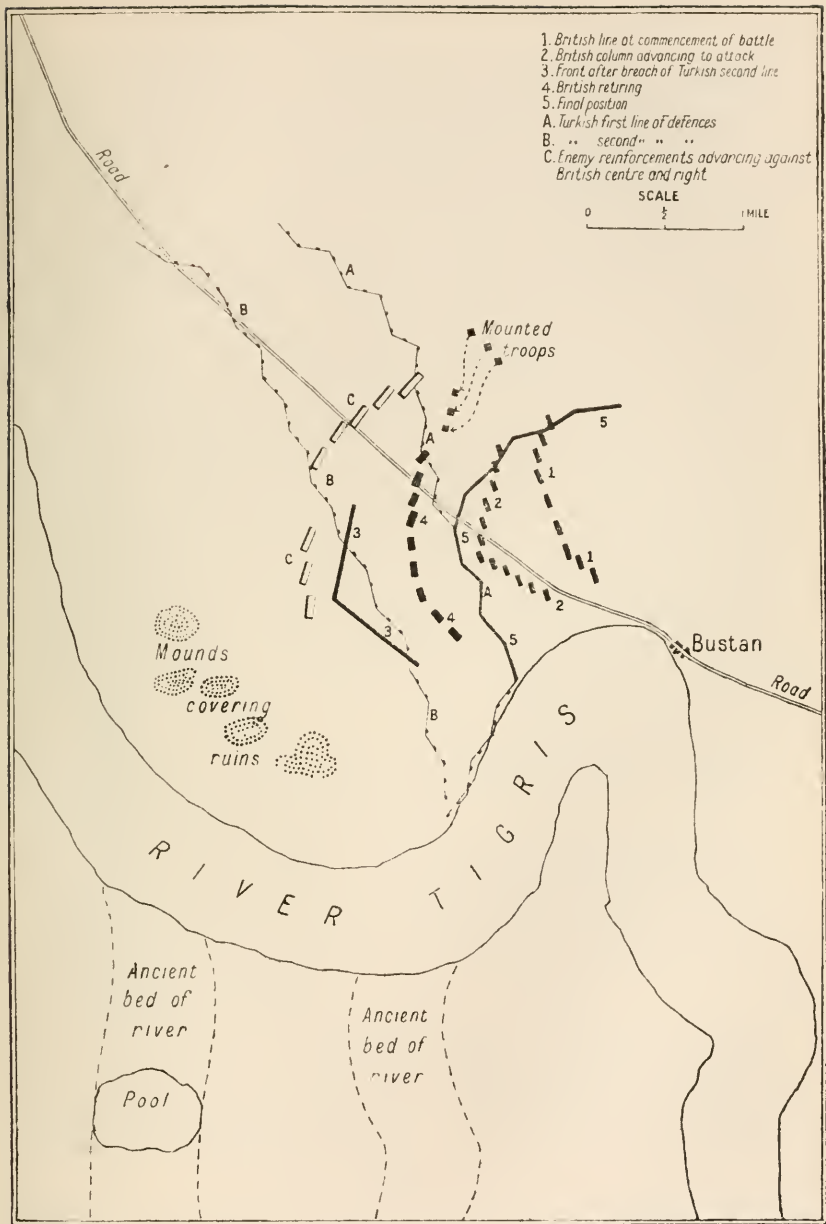 1. British line at commencement of battle
2. British column advancing to attack
3. Front after breach of Turkish second line
4. British retiring
5. Final position
A. Turkish first line of defences
B. " second " " "
C. Enemy reinforcements advancing against
British centre and right
SCALE
0 ½ 1 MILE
Road
A
B
Mounted
troops
C
5
A
1
B
2
3
4
5
C
1
A
2
4
3
5
Bustan
Mounds
Road
covering
B
ruins
RIVER TIGRIS
Ancient
bed of
river
Ancient
bed of
river
Pool